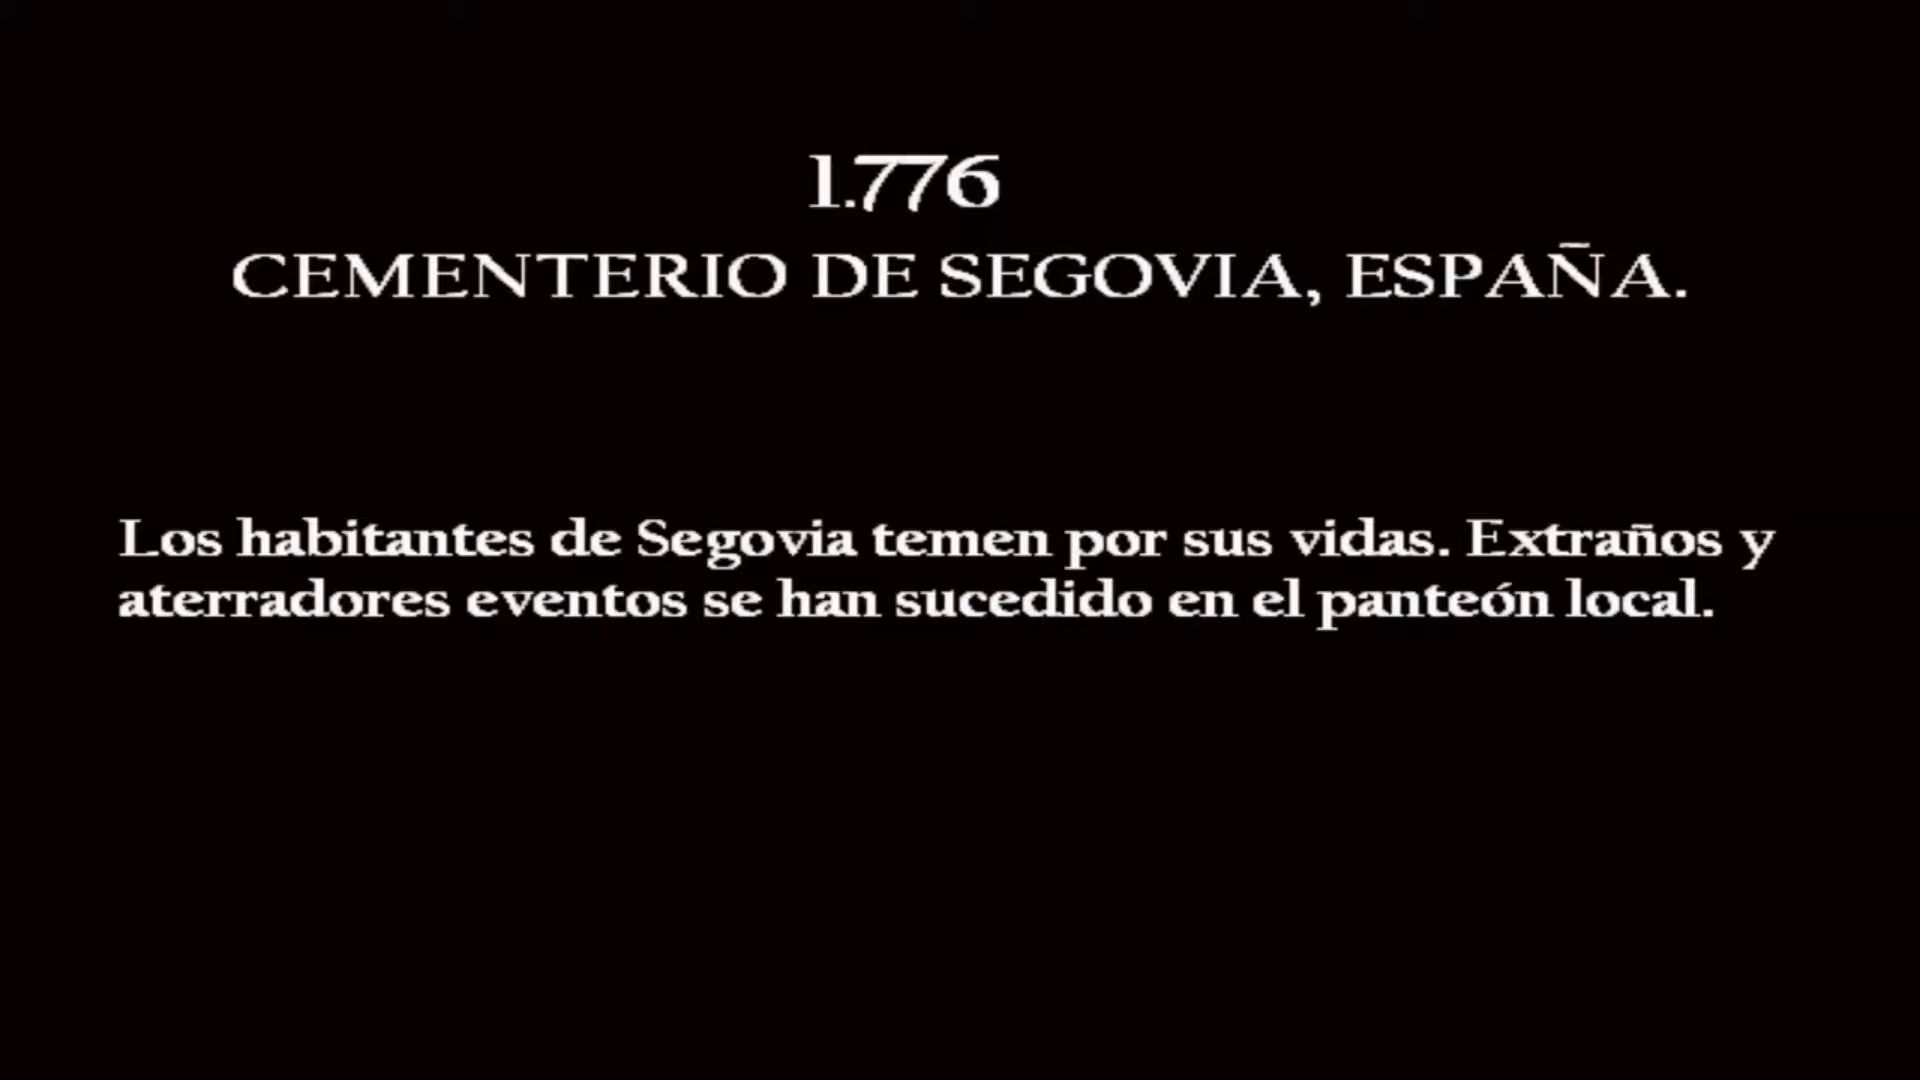 1.776
CEMENTERIO DE SEGOVIA, ESPAÑA.
Los habitantes de Segovia temen por sus vidas. Extraños y
aterradores eventos se han sucedido en el panteón local.